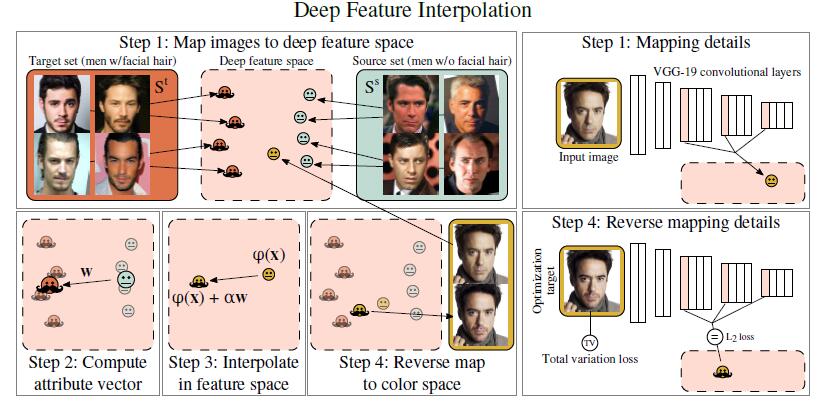 Deep Feature Interpolation
Step 1: Map images to deep feature space
Target set (men w/facial hair)
Deep feature space
Source set (men w/o facial hair)
S^t
S^s
Step 1: Mapping details
VGG-19 convolutional layers
Input image
w
Step 2: Compute
attribute vector
φ(x)
φ(x) + αw
Step 3: Interpolate
in feature space
Step 4: Reverse map
to color space
Step 4: Reverse mapping details
Optimization
target
TV
Total variation loss
=
L2 loss